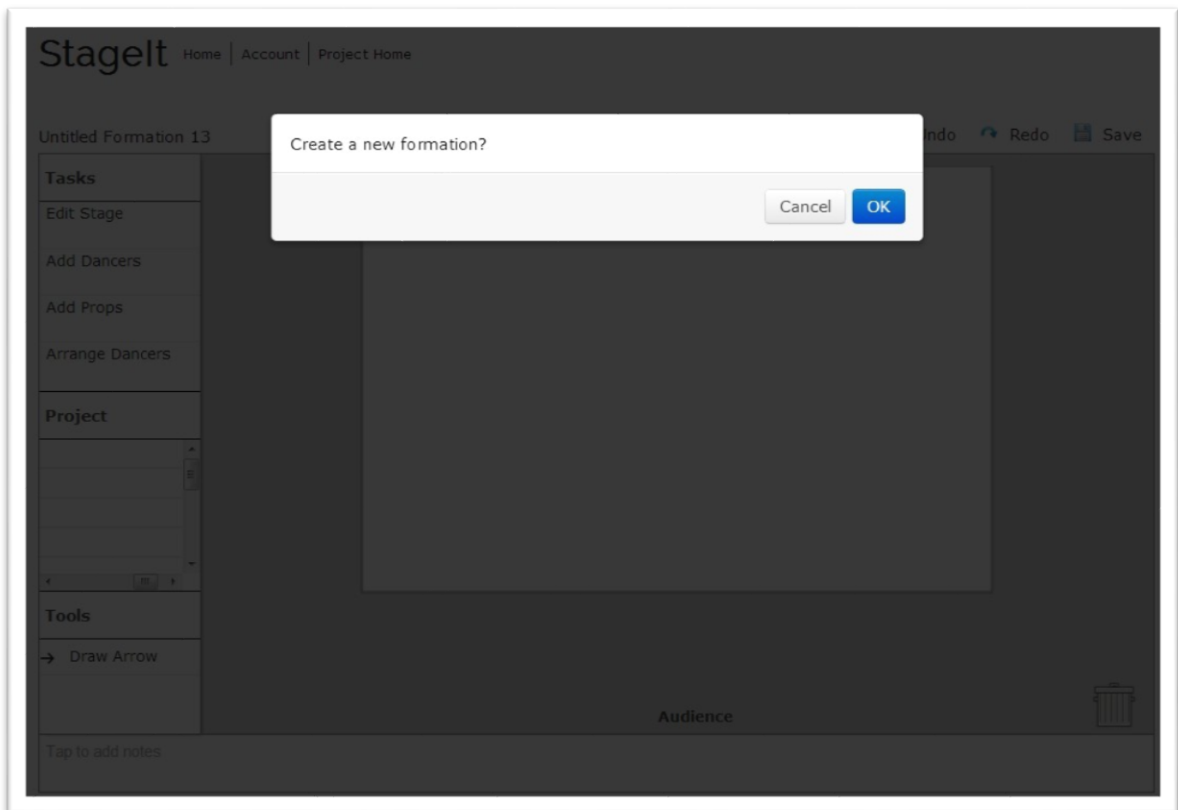 StageIt Home | Account | Project Home
Untitled Formation 13
Create a new formation?
ndo Redo Save
Cancel OK
Tasks
Edit Stage
Add Dancers
Add Props
Arrange Dancers
Project
Tools
→ Draw Arrow
Audience
Tap to add notes